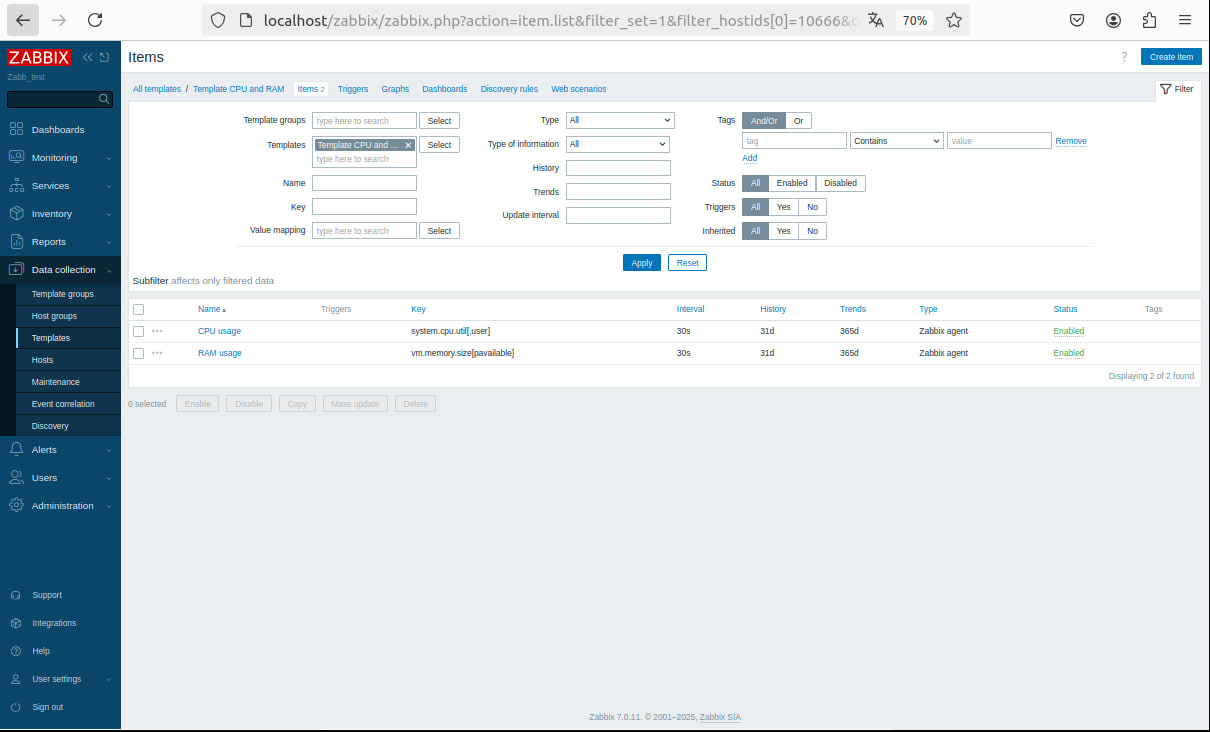 localhost/zabbix/zabbix.php?action=item.list&filter_set=1&filter_hostids[0]=10666&c 70%
ZABBIX
Zabb_test
Dashboards
Monitoring
Services
Inventory
Reports
Data collection
Template groups
Host groups
Templates
Hosts
Maintenance
Event correlation
Discovery
Alerts
Users
Administration
Support
Integrations
Help
User settings
Sign out
Items ? Create item
All templates / Template CPU and RAM Items 2 Triggers Graphs Dashboards Discovery rules Web scenarios Filter
Template groups type here to search Select
Templates Template CPU and ... Select
type here to search
Name
Key
Value mapping type here to search Select
Type All
Type of information All
History
Trends
Update interval
Tags And/Or Or
tag Contains value Remove
Add
Status All Enabled Disabled
Triggers All Yes No
Inherited All Yes No
Apply Reset
Subfilter affects only filtered data
Name Triggers Key Interval History Trends Type Status Tags
CPU usage system.cpu.util[,user] 30s 31d 365d Zabbix agent Enabled
RAM usage vm.memory.size[pavailable] 30s 31d 365d Zabbix agent Enabled
Displaying 2 of 2 found
0 selected Enable Disable Copy Mass update Delete
Zabbix 7.0.11. © 2001–2025, Zabbix SIA